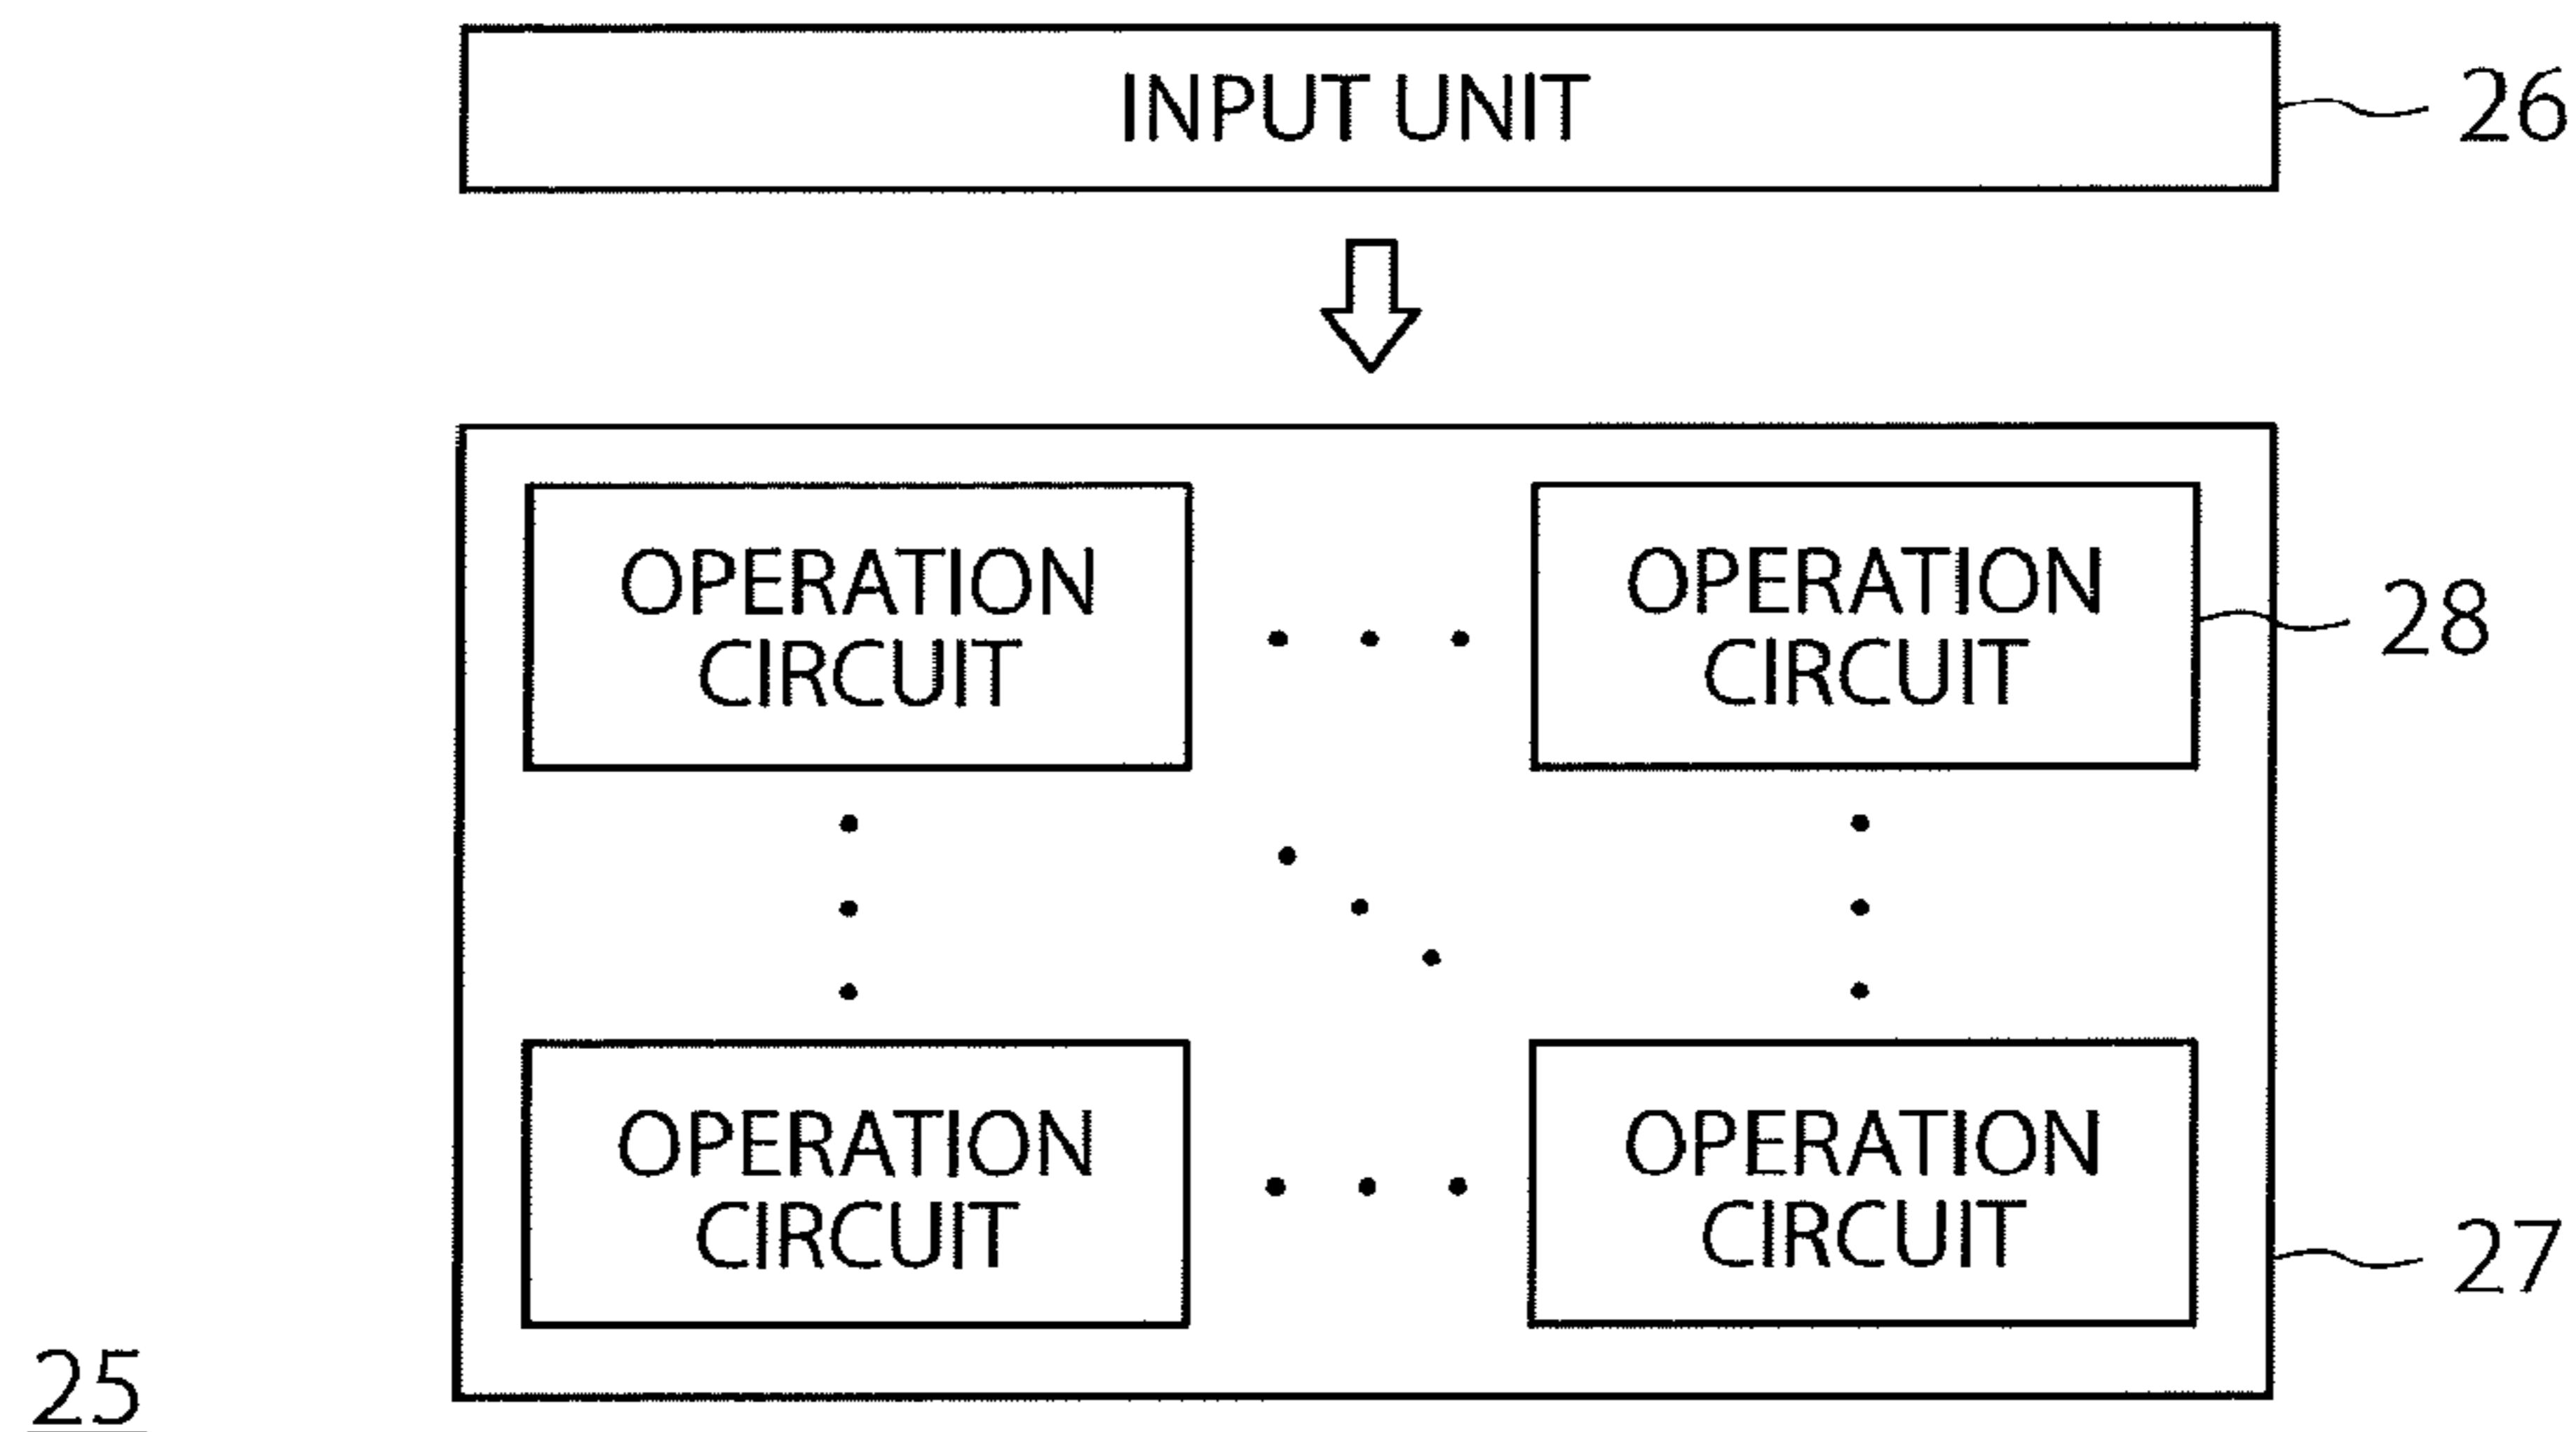 INPUT UNIT
26
OPERATION
CIRCUIT
OPERATION
CIRCUIT
28
OPERATION
CIRCUIT
OPERATION
CIRCUIT
27
25